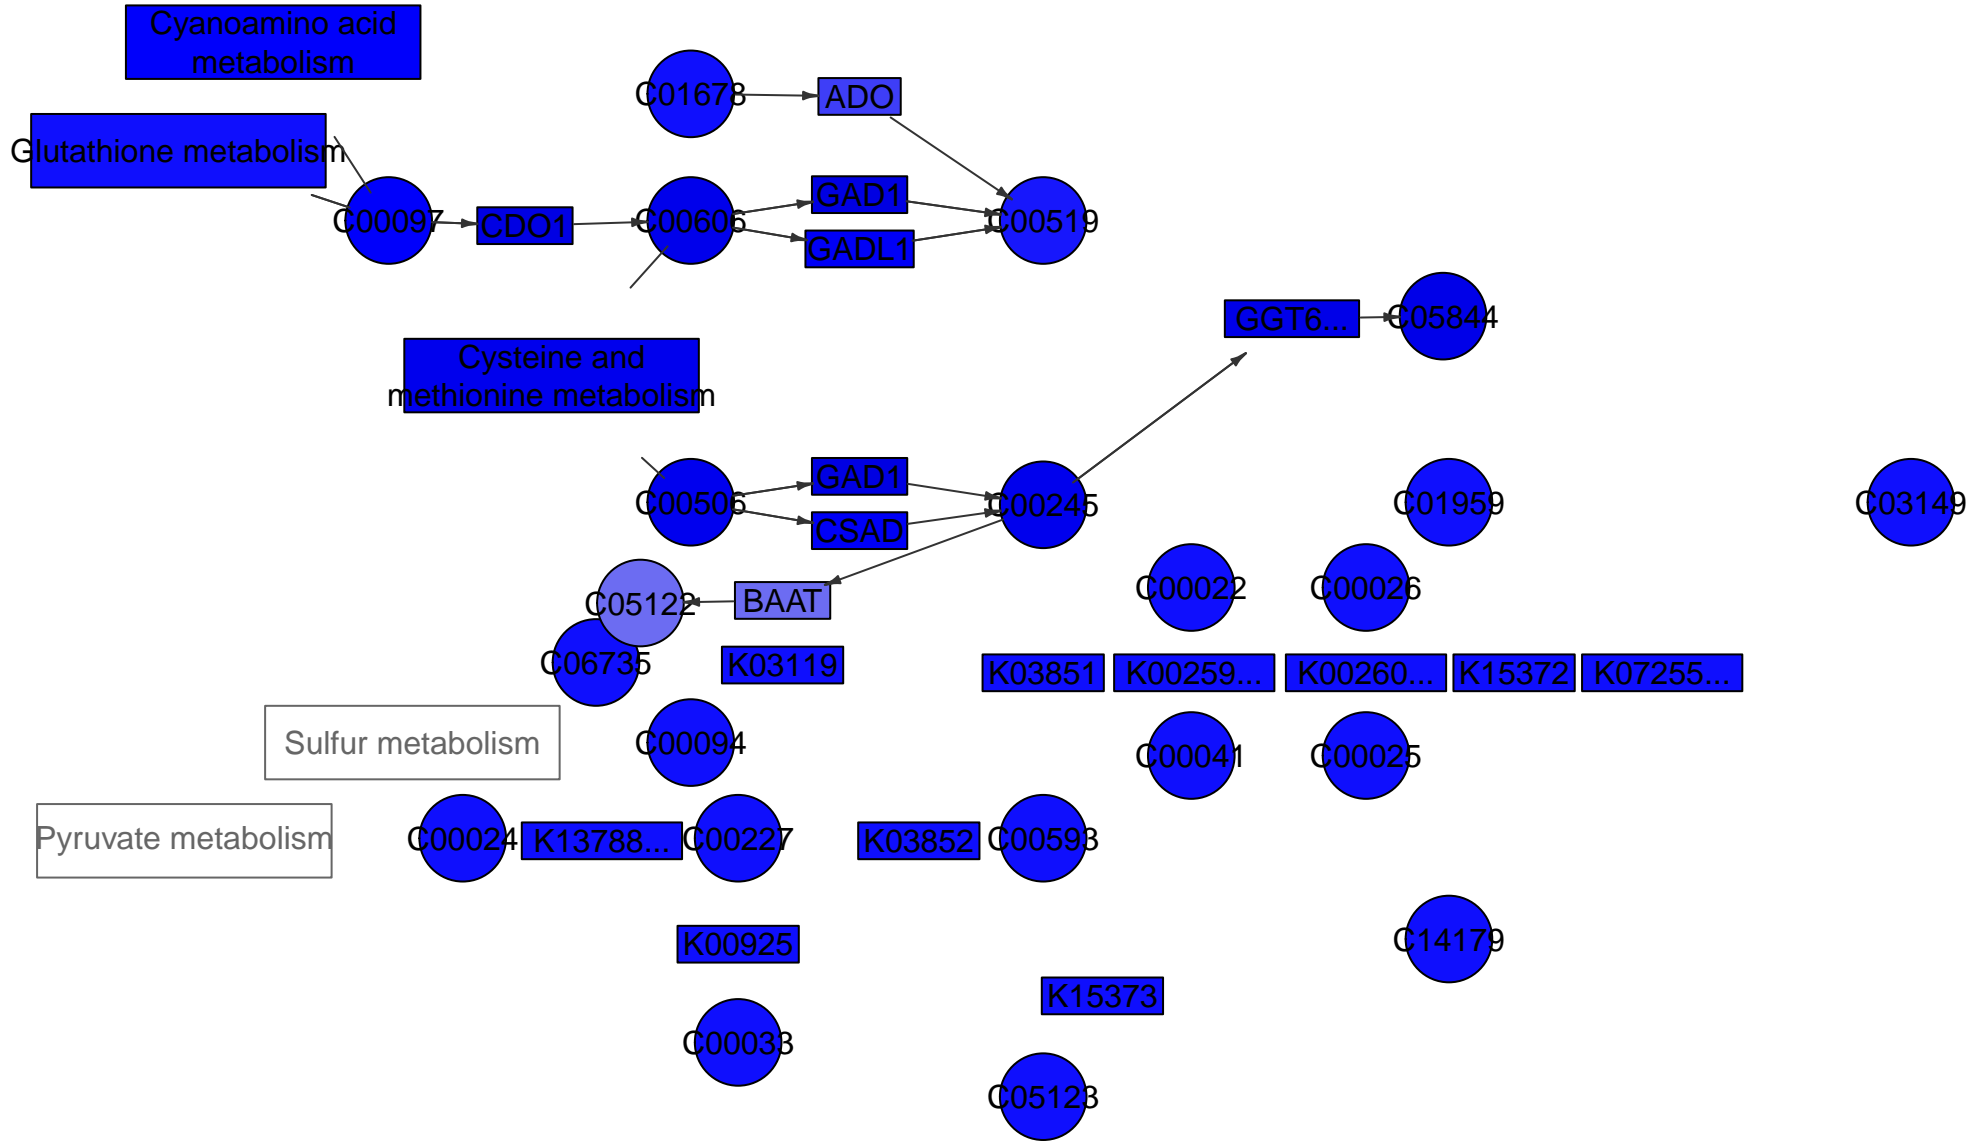 Cyanoamino acid
metabolism
C01678
ADO
Glutathione metabolism
C00097
CDO1
C00606
GAD1
GADL1
C00519
GGT6...
C05844
Cysteine and
methionine metabolism
C00506
GAD1
CSAD
C00245
C01959
C03149
C05122
BAAT
C00022
C00026
C06735
K03119
K03851
K00259...
K00260...
K15372
K07255...
Sulfur metabolism
C00094
C00041
C00025
Pyruvate metabolism
C00024
K13788...
C00227
K03852
C00593
K00925
C14179
K15373
C00033
C05123